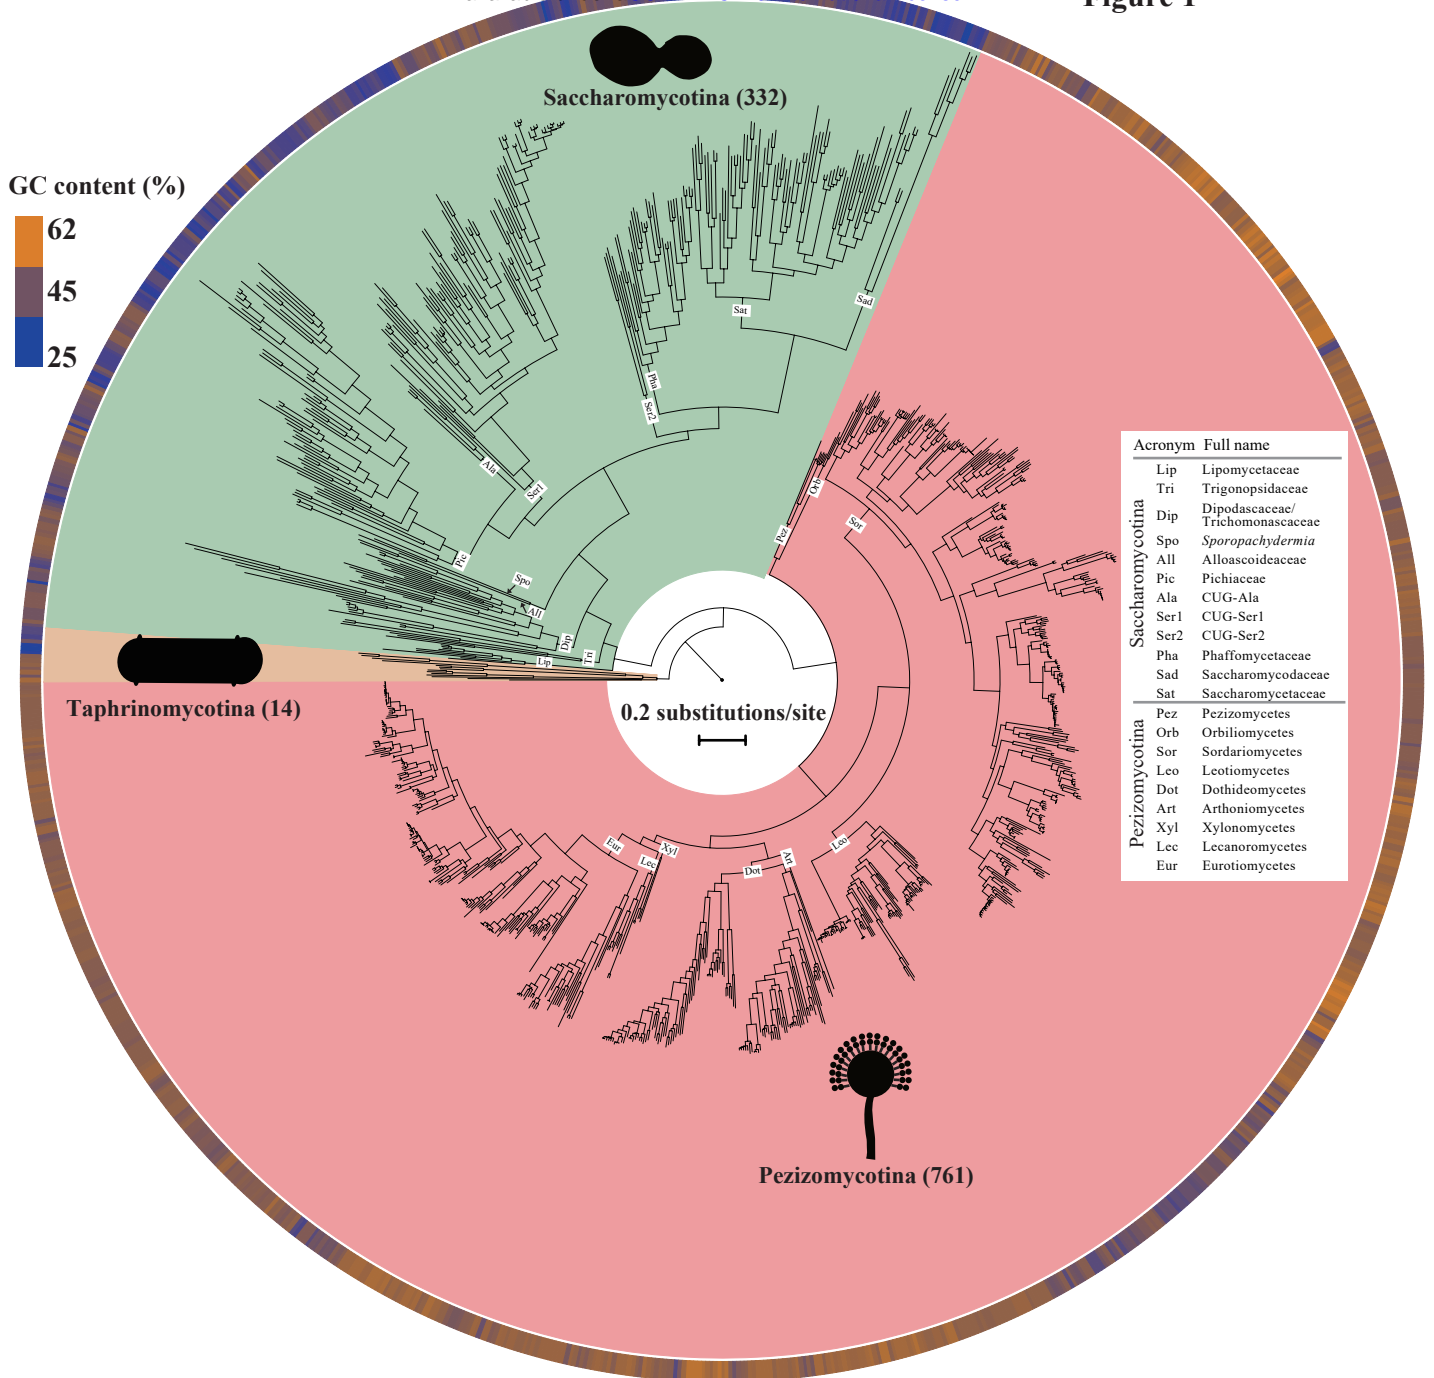 Figure 1
Saccharomycotina (332)
GC content (%)
62
45
25
Sad
Sat
Pha
Ser2
Ala
Ser1
Pic
Spo
All
Dip
Tri
Lip
Orb
Pez
Sor
Taphrinomycotina (14)
0.2 substitutions/site
Eur
Lec
Xyl
Dot
Art
Leo
Pezizomycotina (761)
Acronym Full name
Saccharomycotina
Lip Lipomycetaceae
Tri Trigonopsidaceae
Dip Dipodascaceae/
Trichomonascaceae
Spo Sporopachydermia
All Alloascoideaceae
Pic Pichiaceae
Ala CUG-Ala
Ser1 CUG-Ser1
Ser2 CUG-Ser2
Pha Phaffomycetaceae
Sad Saccharomycodaceae
Sat Saccharomycetaceae
Pezizomycotina
Pez Pezizomycetes
Orb Orbiliomycetes
Sor Sordariomycetes
Leo Leotiomycetes
Dot Dothideomycetes
Art Arthoniomycetes
Xyl Xylonomycetes
Lec Lecanoromycetes
Eur Eurotiomycetes